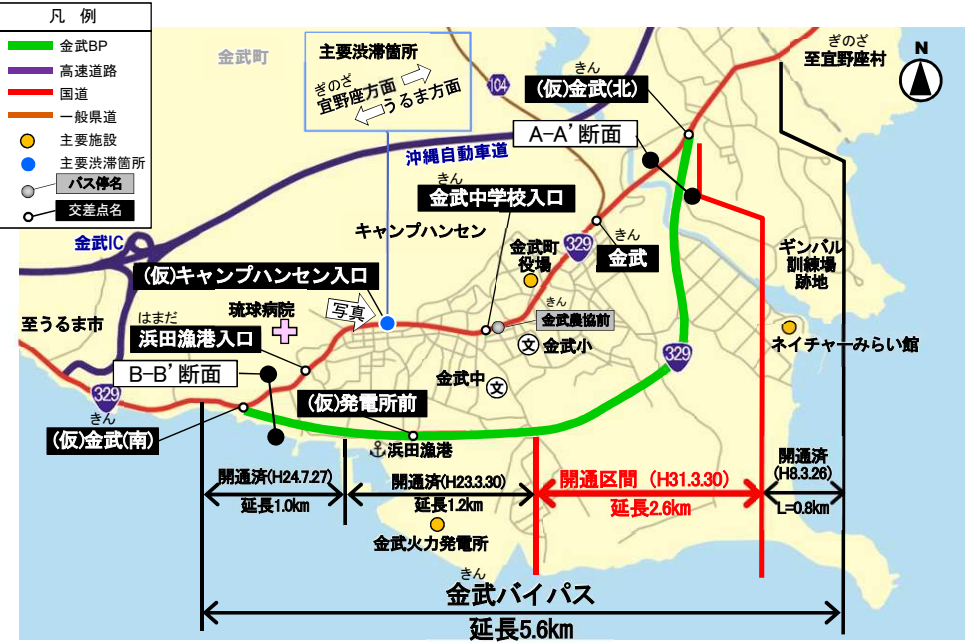 凡 例
金武BP
高速道路
国道
一般県道
主要施設
主要渋滞箇所
バス停名
交差点名
金武町
主要渋滞箇所
ぎのざ
宜野座方面
うるま方面
104
きん
(仮)金武(北)
ぎのざ
至宜野座村
N
A-A'断面
沖縄自動車道
きん
金武中学校入口
キャンプハンセン
金武IC
329
きん
金武
金武町
役場
ギンバル
訓練場
跡地
(仮)キャンプハンセン入口
琉球病院
写真
きん
金武農協前
至うるま市
はまだ
浜田漁港入口
文
金武小
329
ネイチャーみらい館
B-B'断面
金武中
文
329
きん
(仮)金武(南)
(仮)発電所前
浜田漁港
開通済(H24.7.27)
延長1.0km
開通済(H23.3.30)
延長1.2km
開通区間 (H31.3.30)
延長2.6km
開通済
(H8.3.26)
L=0.8km
金武火力発電所
きん
金武バイパス
延長5.6km